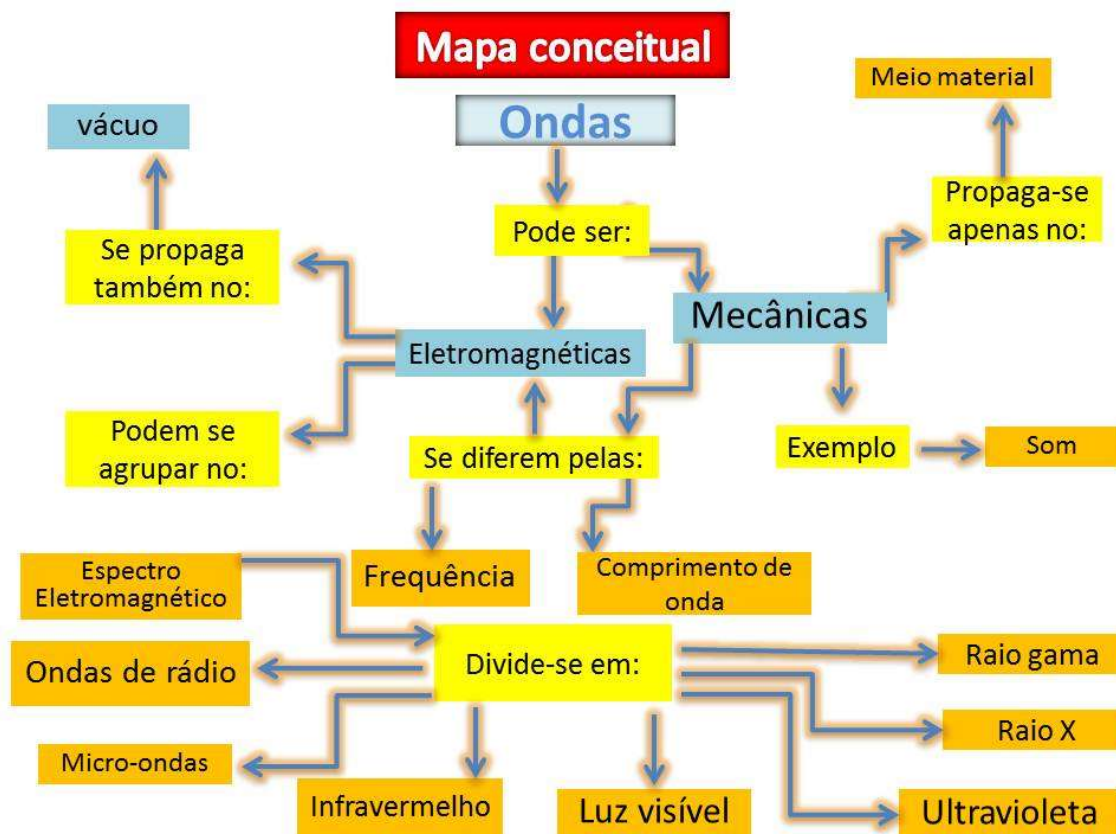 Mapa conceitual
Ondas
Meio material
vácuo
Propaga-se
apenas no:
Pode ser:
Se propaga
também no:
Mecânicas
Eletromagnéticas
Podem se
agrupar no:
Se diferem pelas:
Exemplo
Som
Espectro
Eletromagnético
Frequência
Comprimento de
onda
Divide-se em:
Ondas de rádio
Raio gama
Raio X
Micro-ondas
Infravermelho
Luz visível
Ultravioleta